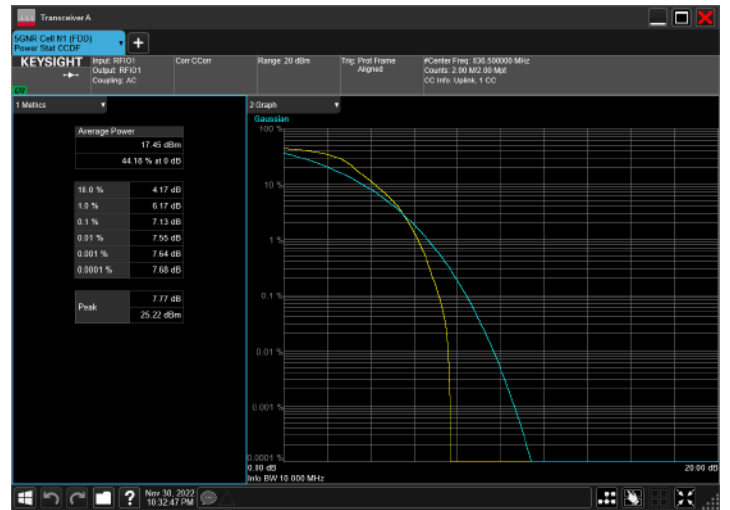 Transceiver A
5GNR Cell N1 (FDD)
Power Stat CCDF
KEYSIGHT
Input: RFIO1
Output: RFIO1
Coupling: AC
Corr CCorr
Range: 20 dBm
Trig: Prot Frame
Aligned
#Center Freq: 836.500000 MHz
Counts: 2.00 M/2.00 Mpt
CC Info: Uplink, 1 CC
1 Metrics
Average Power
17.45 dBm
44.18 % at 0 dB
10.0 % 4.17 dB
1.0 % 6.17 dB
0.1 % 7.13 dB
0.01 % 7.55 dB
0.001 % 7.64 dB
0.0001 % 7.68 dB
Peak
7.77 dB
25.22 dBm
2 Graph
Gaussian
100 %
10 %
1 %
0.1 %
0.01 %
0.001 %
0.0001 %
0.00 dB
20.00 dB
Info BW 10.000 MHz
?
Nov 30, 2022
10:32:47 PM